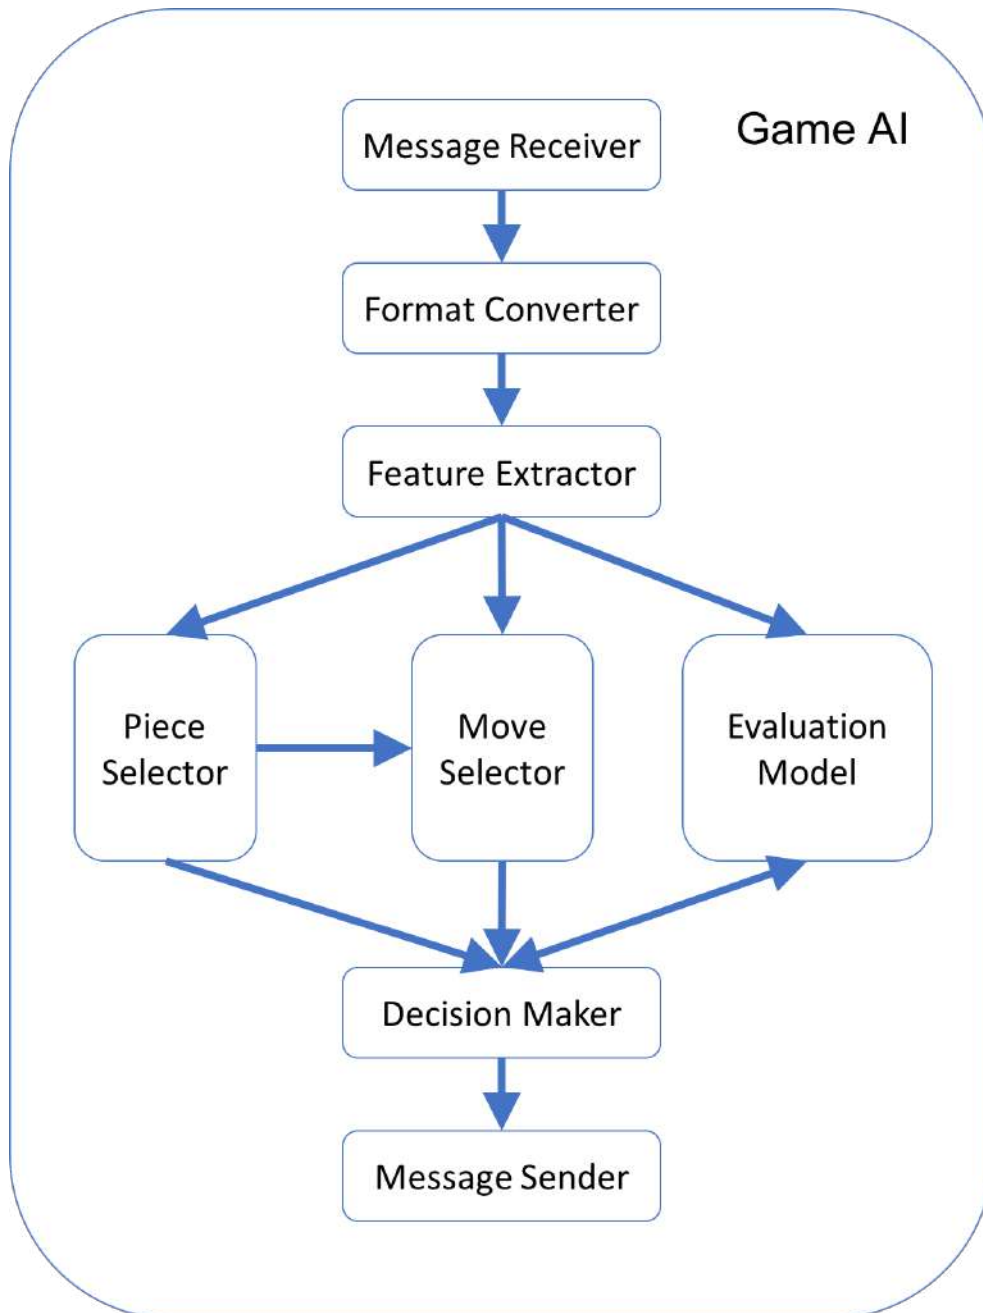 Game AI
Message Receiver
Format Converter
Feature Extractor
Piece
Selector
Move
Selector
Evaluation
Model
Decision Maker
Message Sender